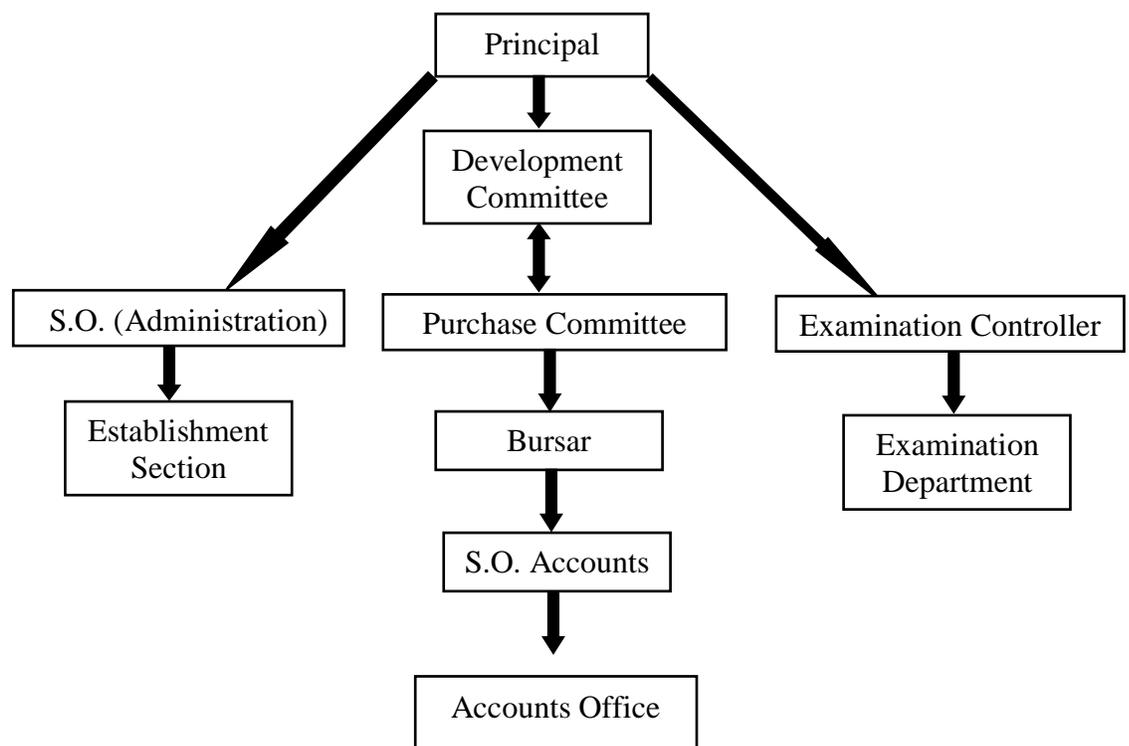 Principal
Development
Committee
S.O. (Administration)
Purchase Committee
Examination Controller
Establishment
Section
Bursar
Examination
Department
S.O. Accounts
Accounts Office